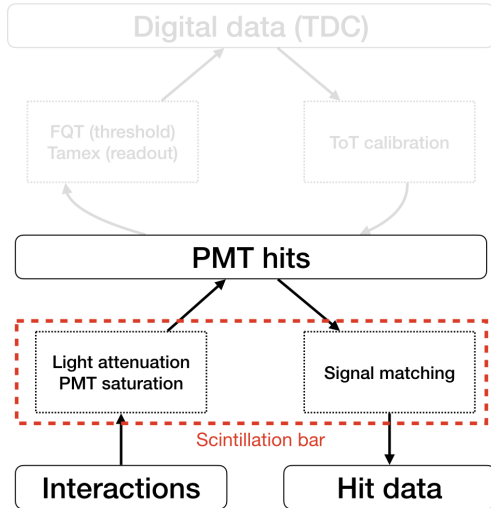 Digital data (TDC)
FQT (threshold)
Tamex (readout)
ToT calibration
PMT hits
Light attenuation
PMT saturation
Signal matching
Scintillation bar
Interactions
Hit data